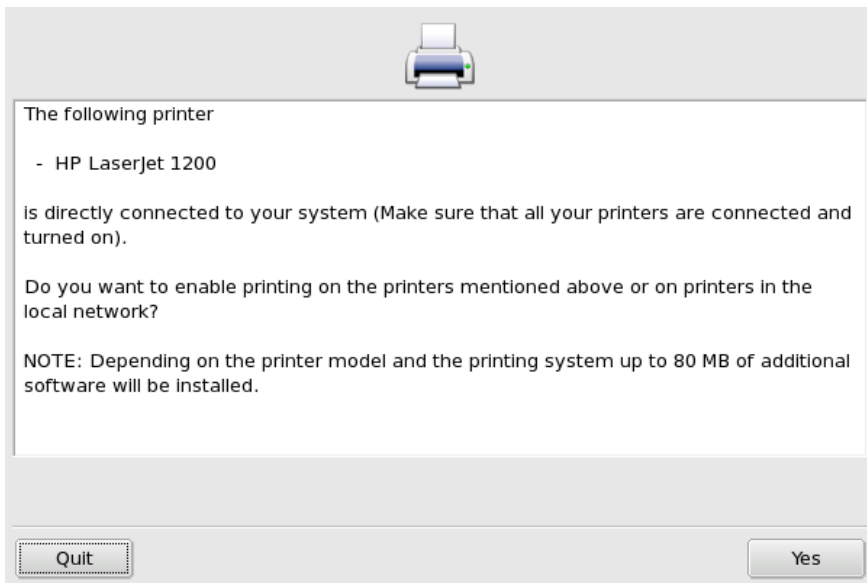 The following printer
- HP LaserJet 1200
is directly connected to your system (Make sure that all your printers are connected and
turned on).
Do you want to enable printing on the printers mentioned above or on printers in the
local network?
NOTE: Depending on the printer model and the printing system up to 80 MB of additional
software will be installed.
Quit
Yes